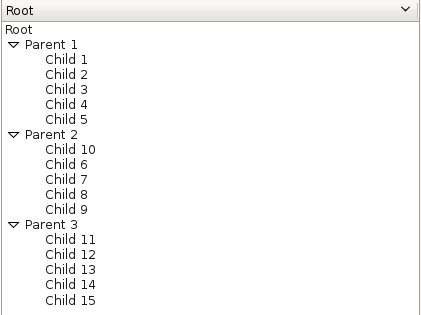 Root
Root
Parent 1
Child 1
Child 2
Child 3
Child 4
Child 5
Parent 2
Child 10
Child 6
Child 7
Child 8
Child 9
Parent 3
Child 11
Child 12
Child 13
Child 14
Child 15